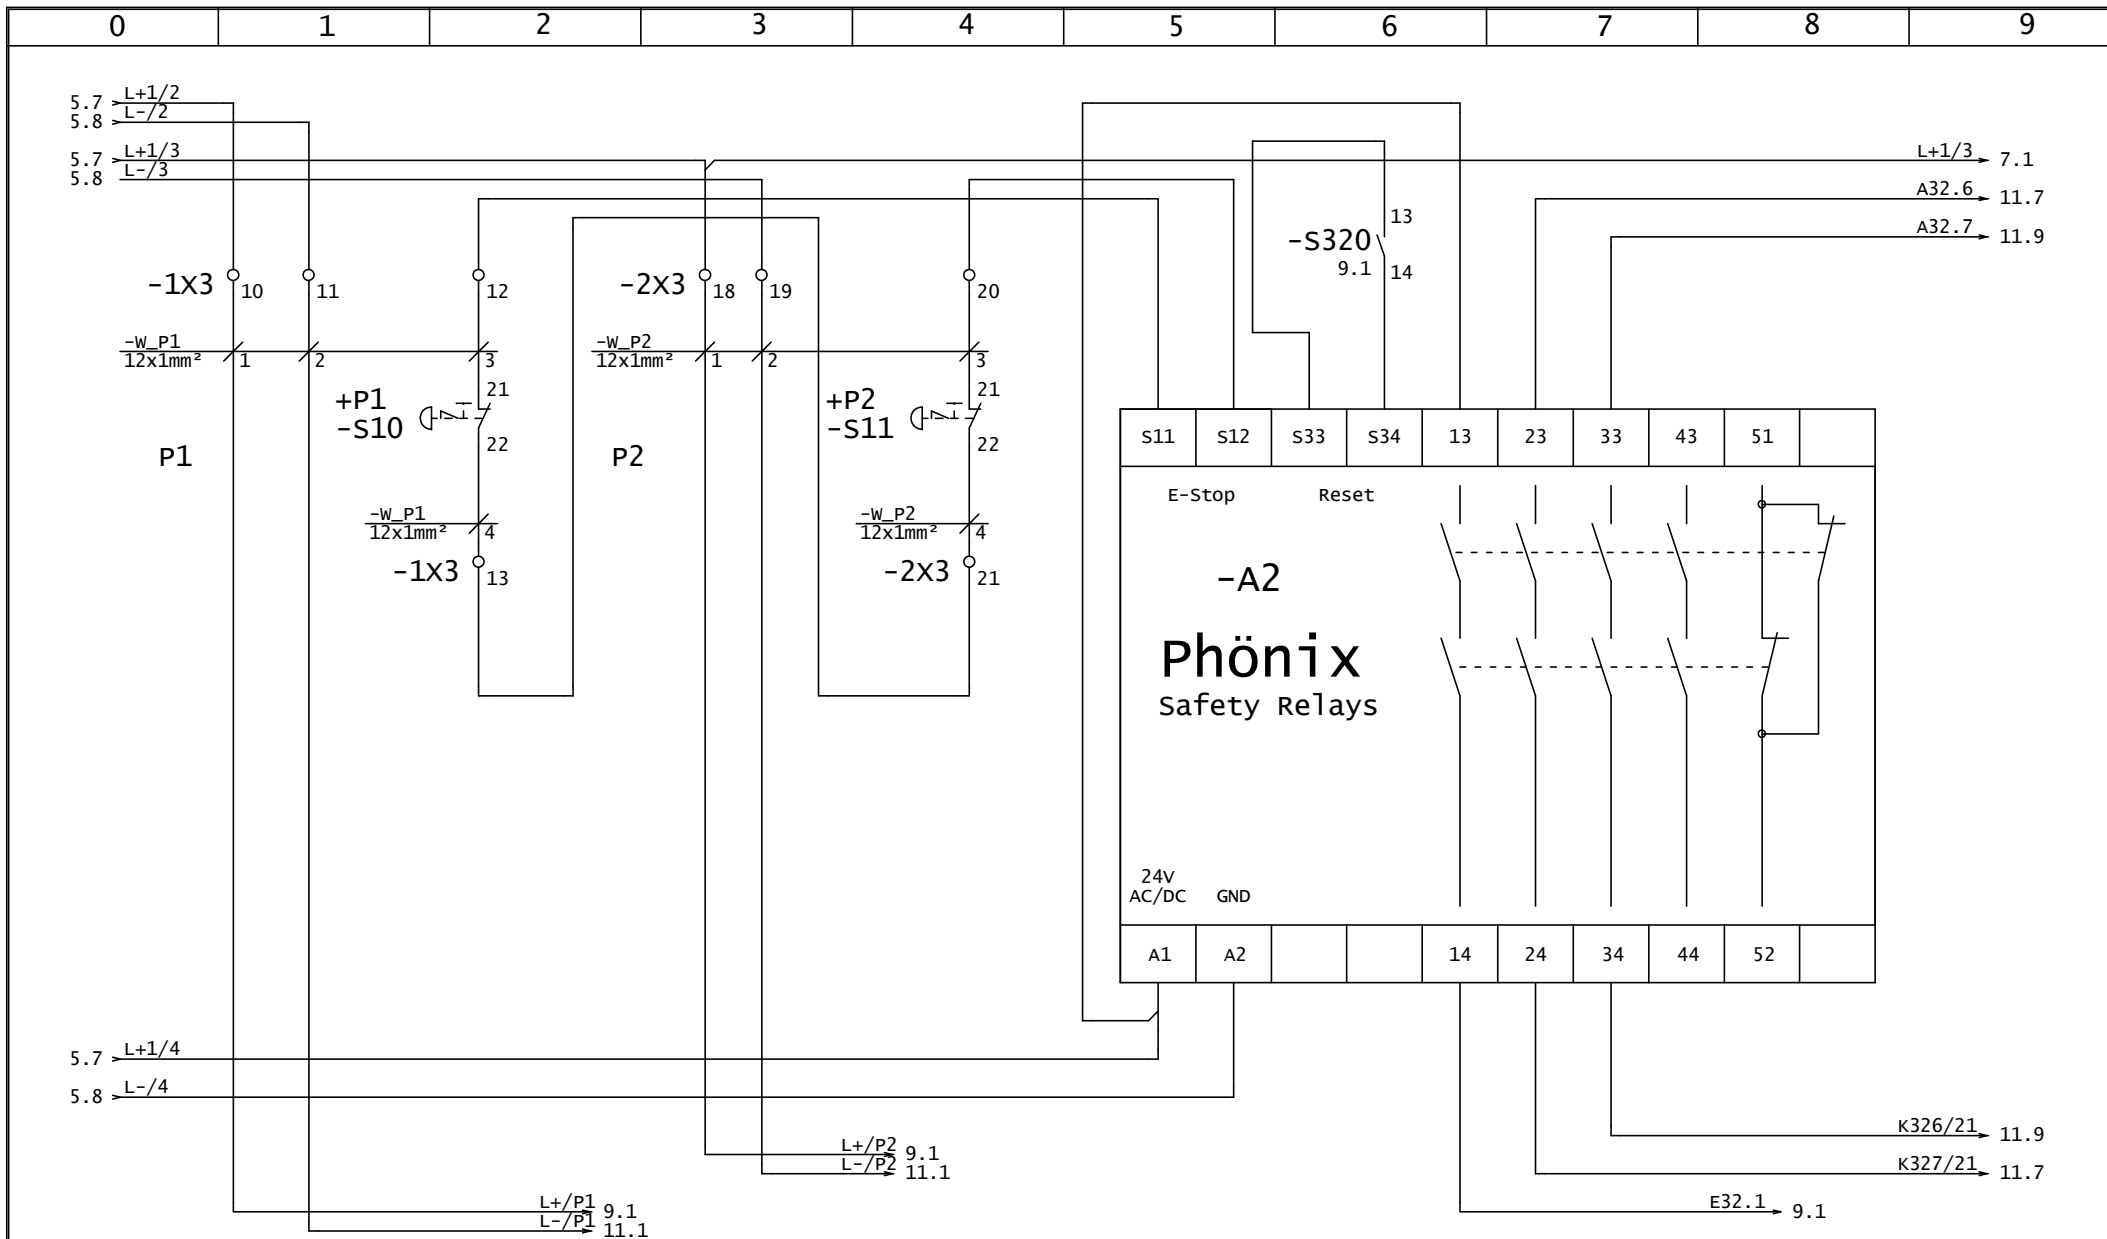 0 1 2 3 4 5 6 7 8 9
5.7 L+1/2
5.8 L-/2
5.7 L+1/3
5.8 L-/3
L+1/3 7.1
A32.6 11.7
A32.7 11.9
13
-S320
9.1 14
-1X3 10 11 12
-2X3 18 19 20
-W_P1
12x1mm² 1 2 3
-W_P2
12x1mm² 1 2 3
21
+P1
-S10
22
P1
21
+P2
-S11
22
P2
-W_P1
12x1mm² 4
-1X3 13
-W_P2
12x1mm² 4
-2X3 21
S11 S12 S33 S34 13 23 33 43 51
E-Stop Reset
-A2
Phönix
Safety Relays
24V
AC/DC GND
A1 A2 14 24 34 44 52
5.7 L+1/4
5.8 L-/4
L+/P2 9.1
L-/P2 11.1
L+/P1 9.1
L-/P1 11.1
K326/21 11.9
K327/21 11.7
E32.1 9.1